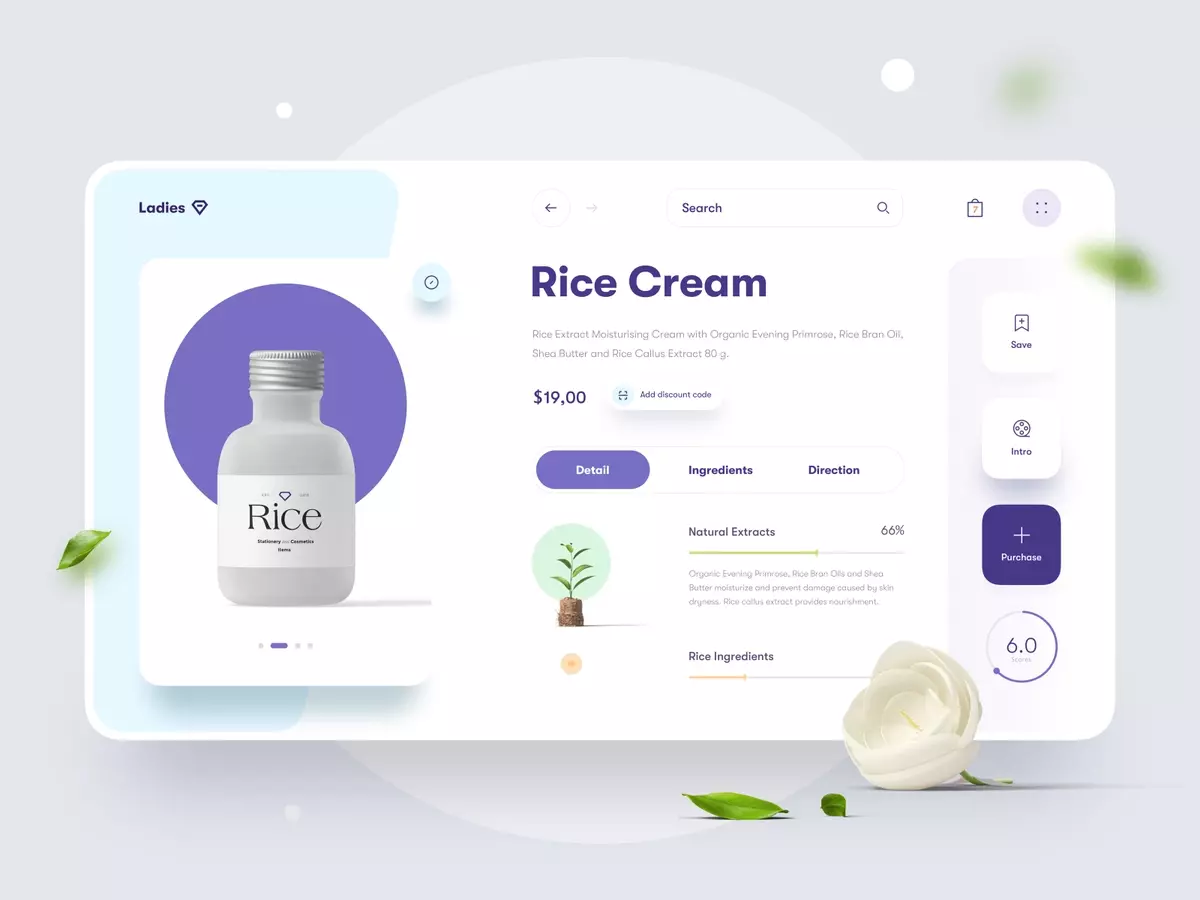 Ladies
Search
7
Rice Cream
Rice Extract Moisturising Cream with Organic Evening Primrose, Rice Bran Oil,
Shea Butter and Rice Callus Extract 80 g.
$19,00
Add discount code
Detail
Ingredients
Direction
Rice
Stationery and Cosmetics
Items
Natural Extracts
66%
Organic Evening Primrose, Rice Bran Oils and Shea
Butter moisturize and prevent damage caused by skin
dryness. Rice callus extract provides nourishment.
Rice Ingredients
Save
Intro
Purchase
6.0
Scores